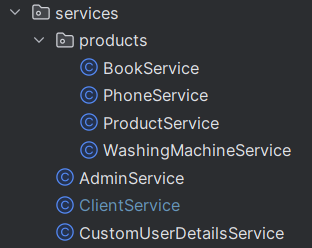 services
products
BookService
PhoneService
ProductService
WashingMachineService
AdminService
ClientService
CustomUserDetailsService